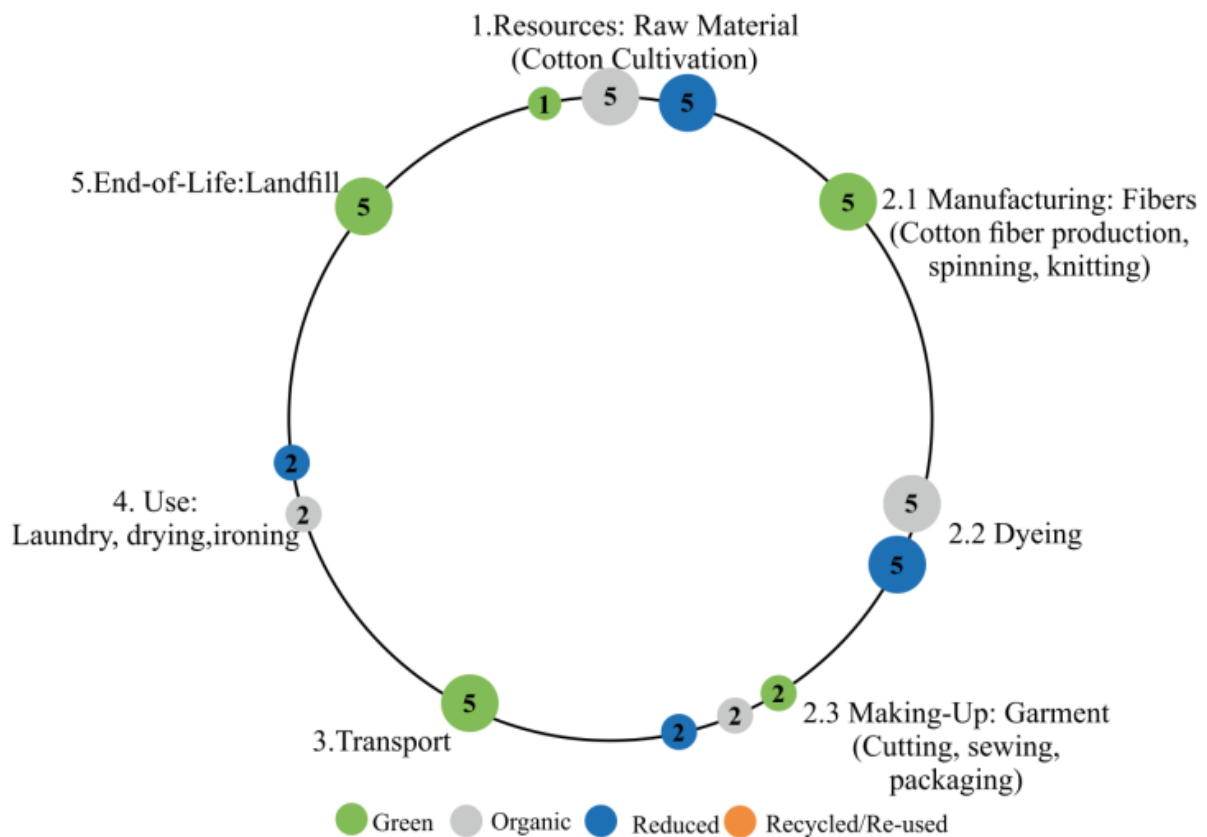 1.Resources: Raw Material
(Cotton Cultivation)
1
5
5
5.End-of-Life:Landfill
5
5
2.1 Manufacturing: Fibers
(Cotton fiber production,
spinning, knitting)
2
4. Use:
Laundry, drying,ironing
2
5
2.2 Dyeing
5
5
3.Transport
2
2
2
2.3 Making-Up: Garment
(Cutting, sewing,
packaging)
Green
Organic
Reduced
Recycled/Re-used